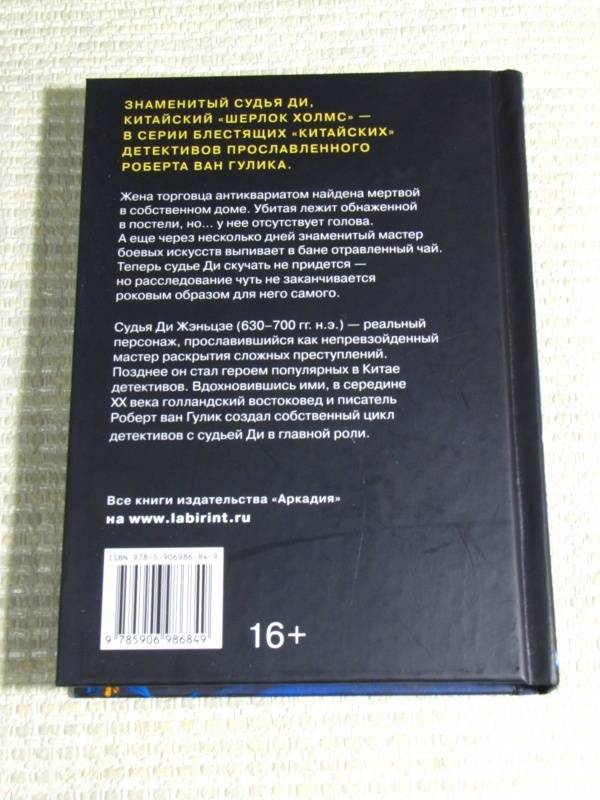 ЗНАМЕНИТЫЙ СУДЬЯ ДИ,
КИТАЙСКИЙ «ШЕРЛОК ХОЛМС» —
В СЕРИИ БЛЕСТЯЩИХ «КИТАЙСКИХ»
ДЕТЕКТИВОВ ПРОСЛАВЛЕННОГО
РОБЕРТА ВАН ГУЛИКА.
Жена торговца антиквариатом найдена мертвой
в собственном доме. Убитая лежит обнаженной
в постели, но... у нее отсутствует голова.
А еще через несколько дней знаменитый мастер
боевых искусств выпивает в бане отравленный чай.
Теперь судье Ди скучать не придется —
но расследование чуть не заканчивается
роковым образом для него самого.
Судья Ди Жэньцзе (630–700 гг. н.э.) — реальный
персонаж, прославившийся как непревзойденный
мастер раскрытия сложных преступлений.
Позднее он стал героем популярных в Китае
детективов. Вдохновившись ими, в середине
XX века голландский востоковед и писатель
Роберт ван Гулик создал собственный цикл
детективов с судьей Ди в главной роли.
Все книги издательства «Аркадия»
на www.labirint.ru
ISBN 978-5-906986-84-9
9 785906 986849
16+